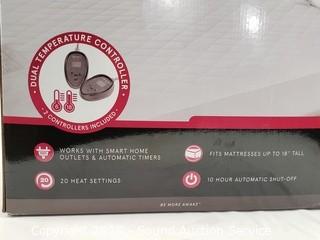 DUAL TEMPERATURE CONTROLLER
2 CONTROLLERS INCLUDED
WORKS WITH SMART HOME
OUTLETS & AUTOMATIC TIMERS
FITS MATTRESSES UP TO 18" TALL
20
20 HEAT SETTINGS
10 HOUR AUTOMATIC SHUT-OFF
BE MORE AWAKE
Sound Auction Service